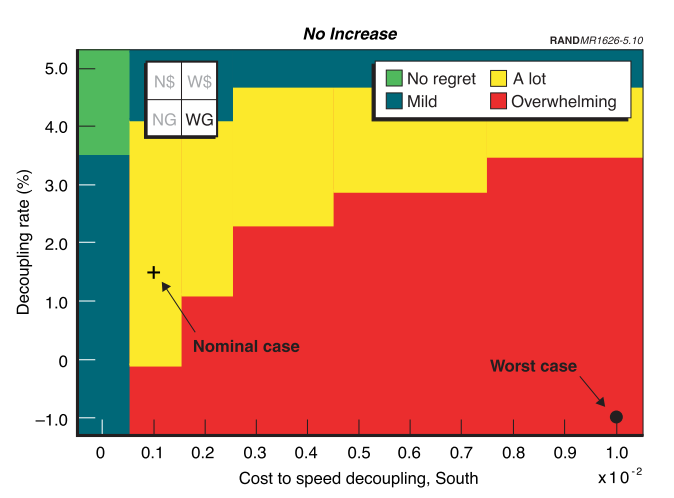 No Increase
RANDMR1626-5.10
N$ W$
NG WG
No regret A lot
Mild Overwhelming
5.0
4.0
3.0
2.0
1.0
0
–1.0
Decoupling rate (%)
Nominal case
Worst case
0 0.1 0.2 0.3 0.4 0.5 0.6 0.7 0.8 0.9 1.0
Cost to speed decoupling, South
x10⁻²